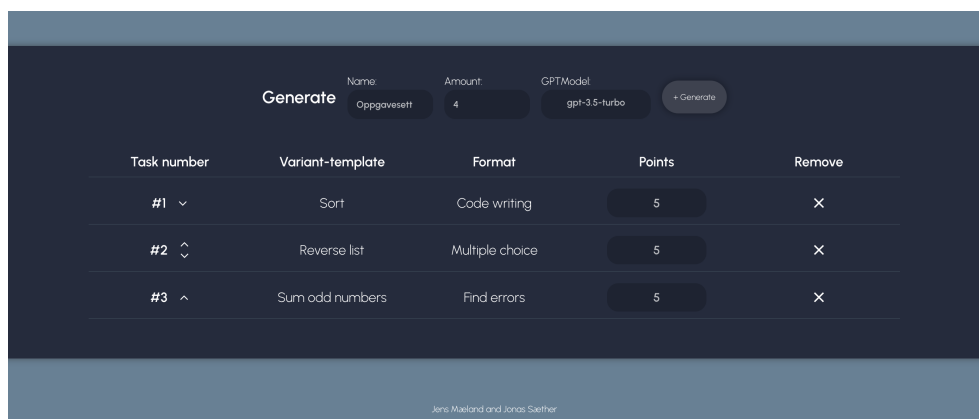 Generate Name: Amount: GPTModel:
Oppgavesett 4 gpt-3.5-turbo + Generate
Task number Variant-template Format Points Remove
#1 Sort Code writing 5
#2 Reverse list Multiple choice 5
#3 Sum odd numbers Find errors 5
Jens Mæland and Jonas Sæther